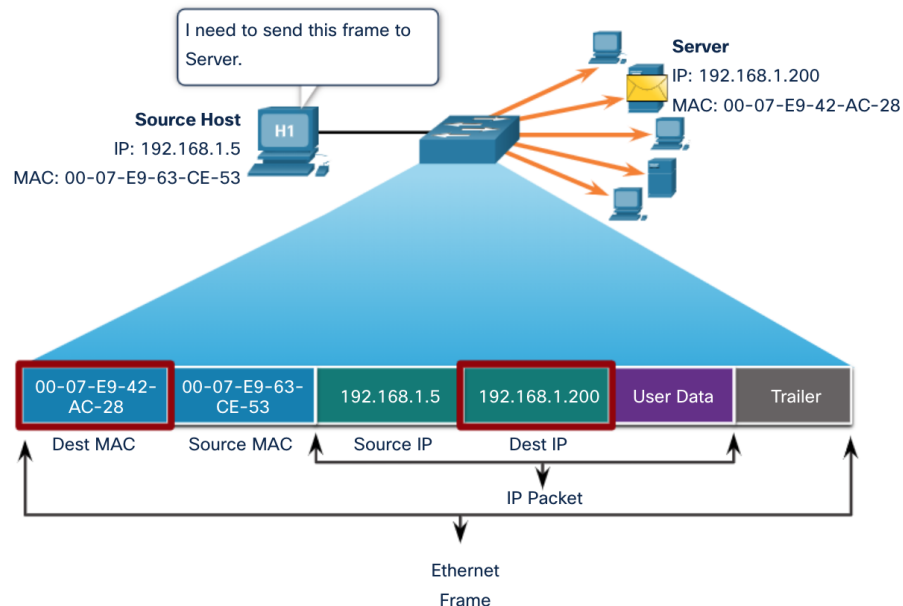 I need to send this frame to
Server.
Server
IP: 192.168.1.200
MAC: 00-07-E9-42-AC-28
Source Host
IP: 192.168.1.5
MAC: 00-07-E9-63-CE-53
H1
00-07-E9-42-
AC-28
00-07-E9-63-
CE-53
192.168.1.5
192.168.1.200
User Data
Trailer
Dest MAC
Source MAC
Source IP
Dest IP
IP Packet
Ethernet
Frame